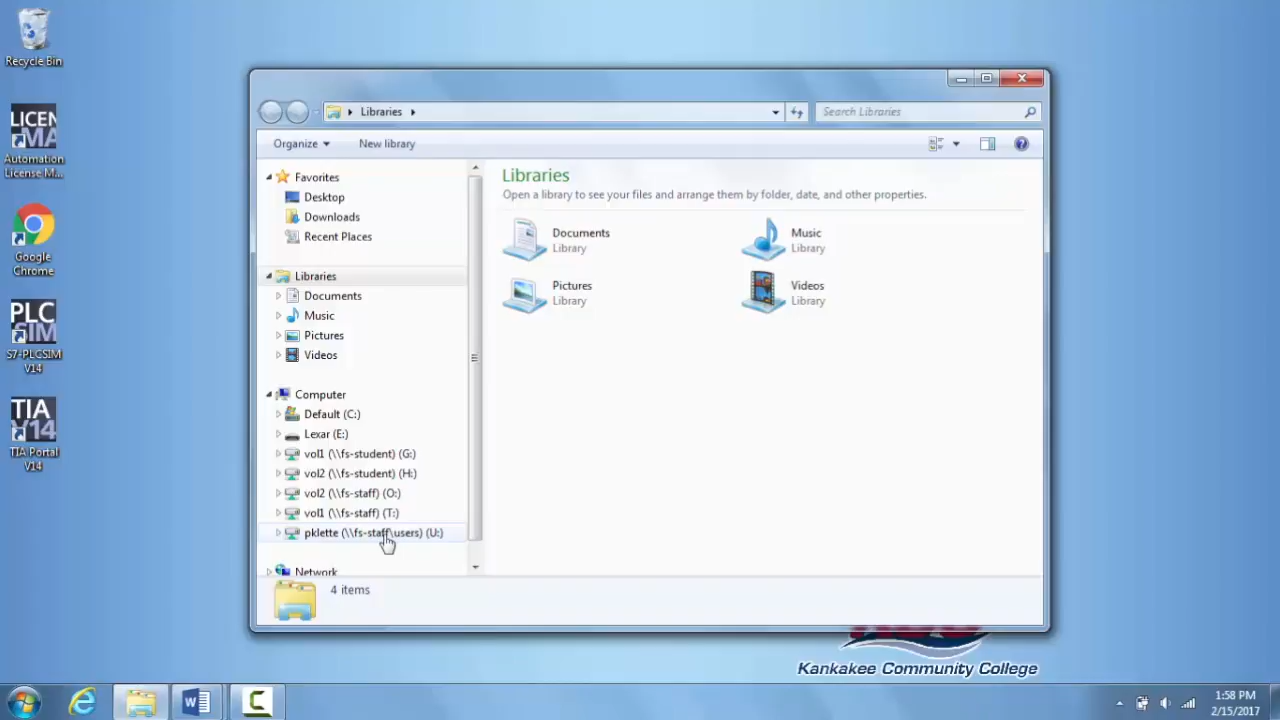 Recycle Bin
LICEN
MA
Automation
License M...
Google
Chrome
PLC
SIM
S7-PLCSIM
V14
TIA
V14
TIA Portal
V14
Libraries
Search Libraries
Organize
New library
Favorites
Desktop
Downloads
Recent Places
Libraries
Documents
Music
Pictures
Videos
Computer
Default (C:)
Lexar (E:)
vol1 (\\fs-student) (G:)
vol2 (\\fs-student) (H:)
vol2 (\\fs-staff) (O:)
vol1 (\\fs-staff) (T:)
pklette (\\fs-staff\users) (U:)
Network
Libraries
Open a library to see your files and arrange them by folder, date, and other properties.
Documents
Library
Music
Library
Pictures
Library
Videos
Library
4 items
Kankakee Community College
1:58 PM
2/15/2017